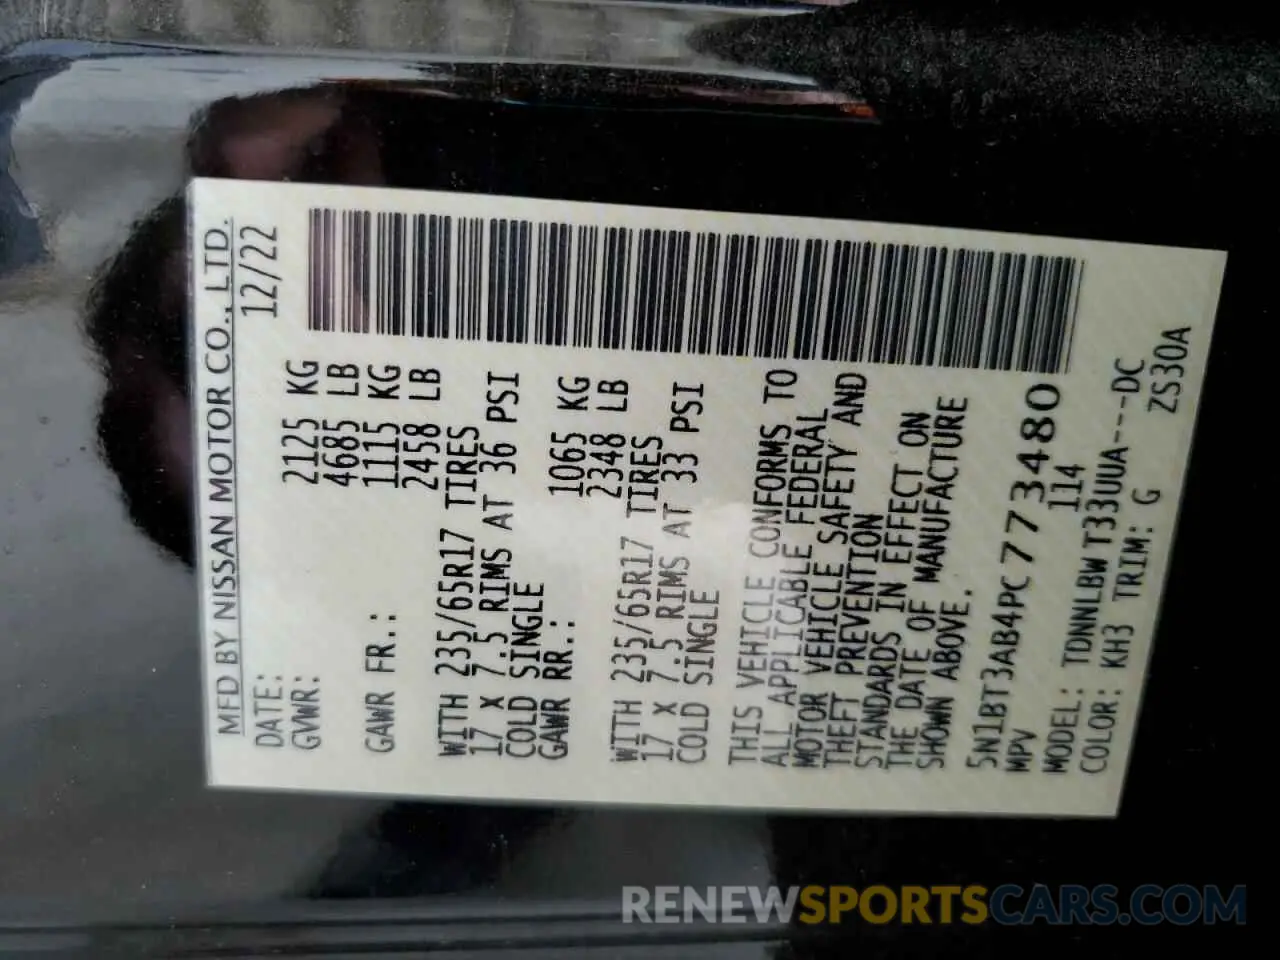 MFD BY NISSAN MOTOR CO., LTD.
DATE: 12/22
GVWR: 2125 KG
4685 LB
GAWR FR.: 1115 KG
2458 LB
WITH 235/65R17 TIRES
17 X 7.5 RIMS AT 36 PSI
COLD SINGLE
GAWR RR.: 1065 KG
2348 LB
WITH 235/65R17 TIRES
17 X 7.5 RIMS AT 33 PSI
COLD SINGLE
THIS VEHICLE CONFORMS TO
ALL APPLICABLE FEDERAL
MOTOR VEHICLE SAFETY AND
THEFT PREVENTION
STANDARDS IN EFFECT ON
THE DATE OF MANUFACTURE
SHOWN ABOVE.
5N1BT3AB4PC773480
MPV 114
MODEL: TDNNLBW T33UUA---DC
COLOR: KH3 TRIM: G ZS30A
RENEWSPORTSCARS.COM